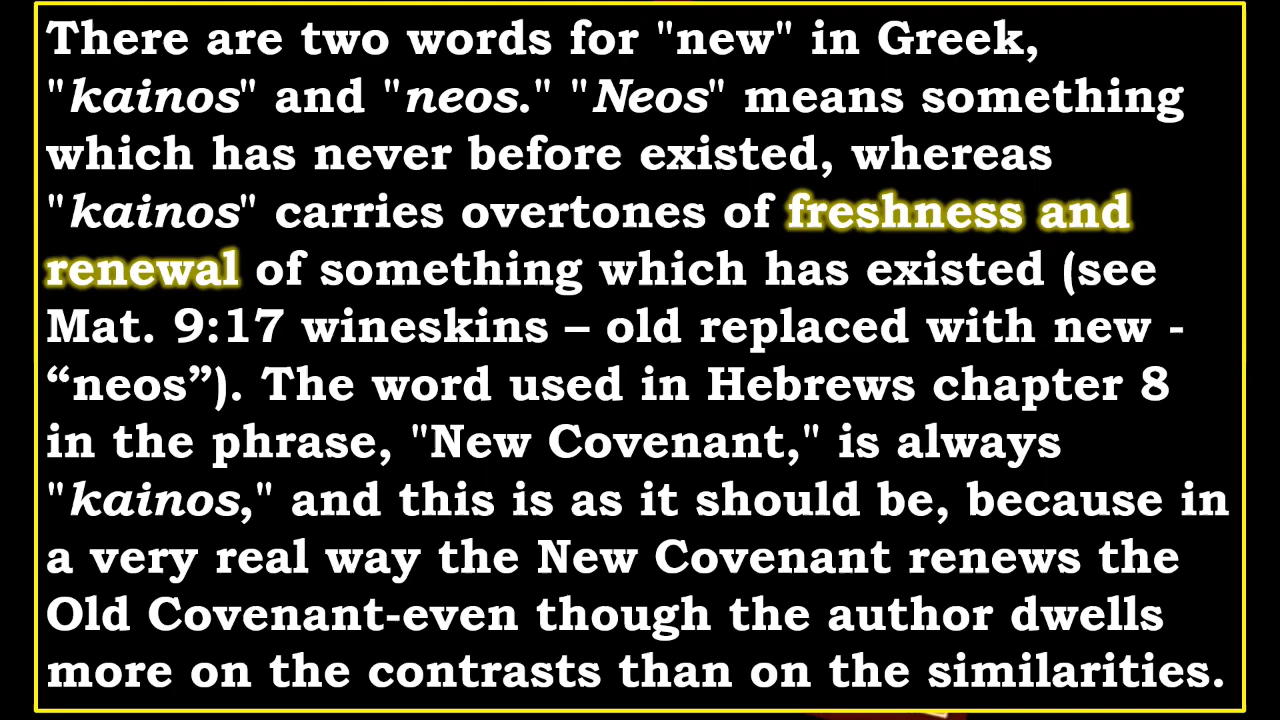 There are two words for "new" in Greek,
"kainos" and "neos." "Neos" means something
which has never before existed, whereas
"kainos" carries overtones of freshness and
renewal of something which has existed (see
Mat. 9:17 wineskins – old replaced with new -
“neos”). The word used in Hebrews chapter 8
in the phrase, "New Covenant," is always
"kainos," and this is as it should be, because in
a very real way the New Covenant renews the
Old Covenant-even though the author dwells
more on the contrasts than on the similarities.